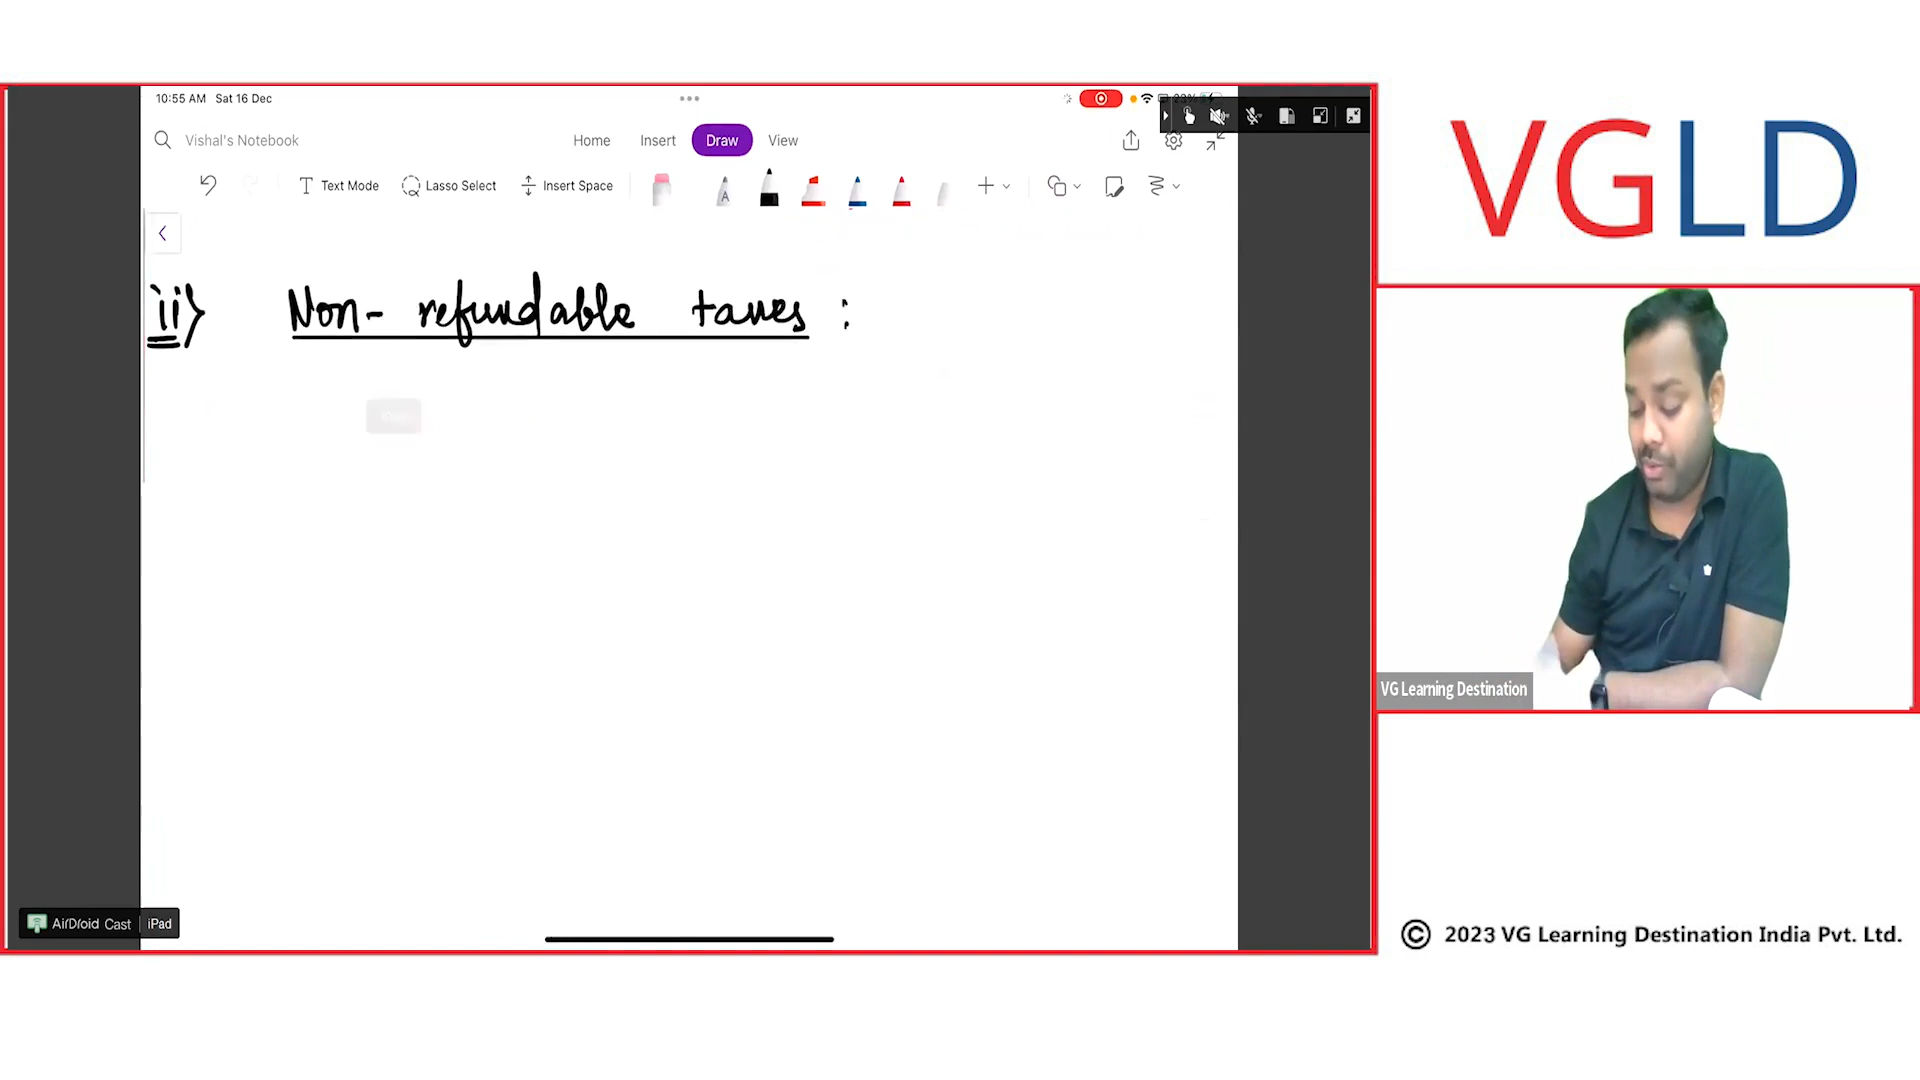 10:55 AM Sat 16 Dec
23%
Vishal's Notebook
Home Insert Draw View
Text Mode Lasso Select Insert Space
A
ii) Non-refundable taxes :
VGLD
VG Learning Destination
AirDroid Cast iPad
© 2023 VG Learning Destination India Pvt. Ltd.